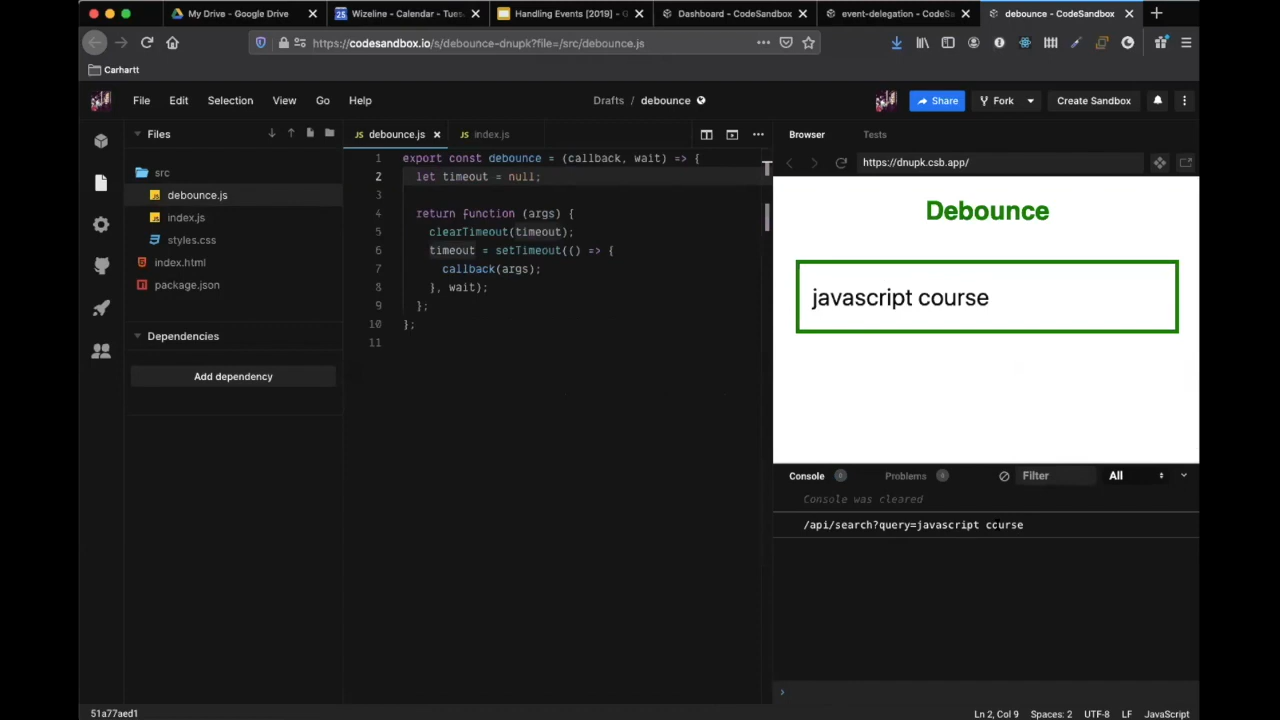 My Drive - Google Drive
Wizeline - Calendar - Tues
Handling Events [2019] - G
Dashboard - CodeSandbox
event-delegation - CodeS
debounce - CodeSandbox
https://codesandbox.io/s/debounce-dnupk?file=/src/debounce.js
Carhartt
File Edit Selection View Go Help
Drafts / debounce
Share
Fork
Create Sandbox
Files
src
debounce.js
index.js
styles.css
index.html
package.json
Dependencies
Add dependency
JS debounce.js
JS index.js
1 export const debounce = (callback, wait) => {
2 let timeout = null;
3
4 return function (args) {
5 clearTimeout(timeout);
6 timeout = setTimeout(() => {
7 callback(args);
8 }, wait);
9 };
10 };
11
Browser Tests
https://dnupk.csb.app/
Debounce
javascript course
Console 0 Problems 0 Filter All
Console was cleared
/api/search?query=javascript course
51a77aed1
Ln 2, Col 9 Spaces: 2 UTF-8 LF JavaScript